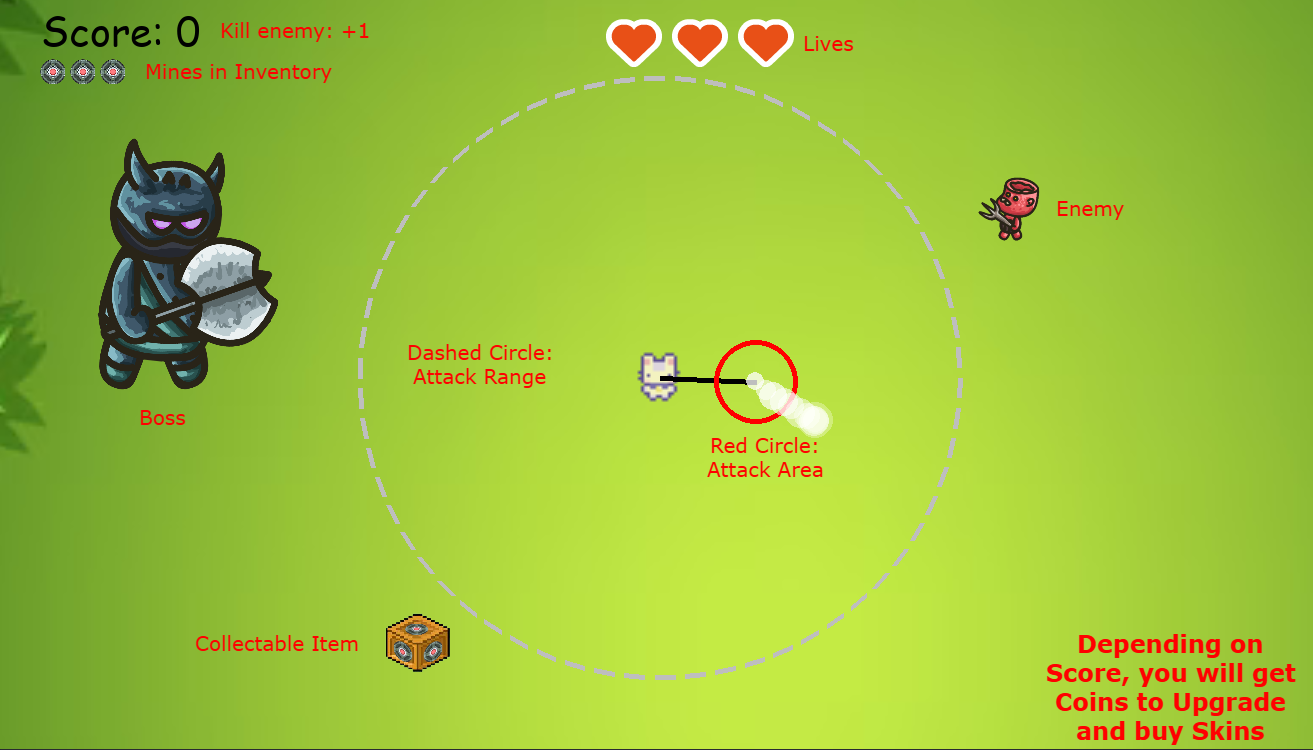 Score: 0
Kill enemy: +1
Mines in Inventory
Lives
Enemy
Dashed Circle:
Attack Range
Boss
Red Circle:
Attack Area
Collectable Item
Depending on
Score, you will get
Coins to Upgrade
and buy Skins